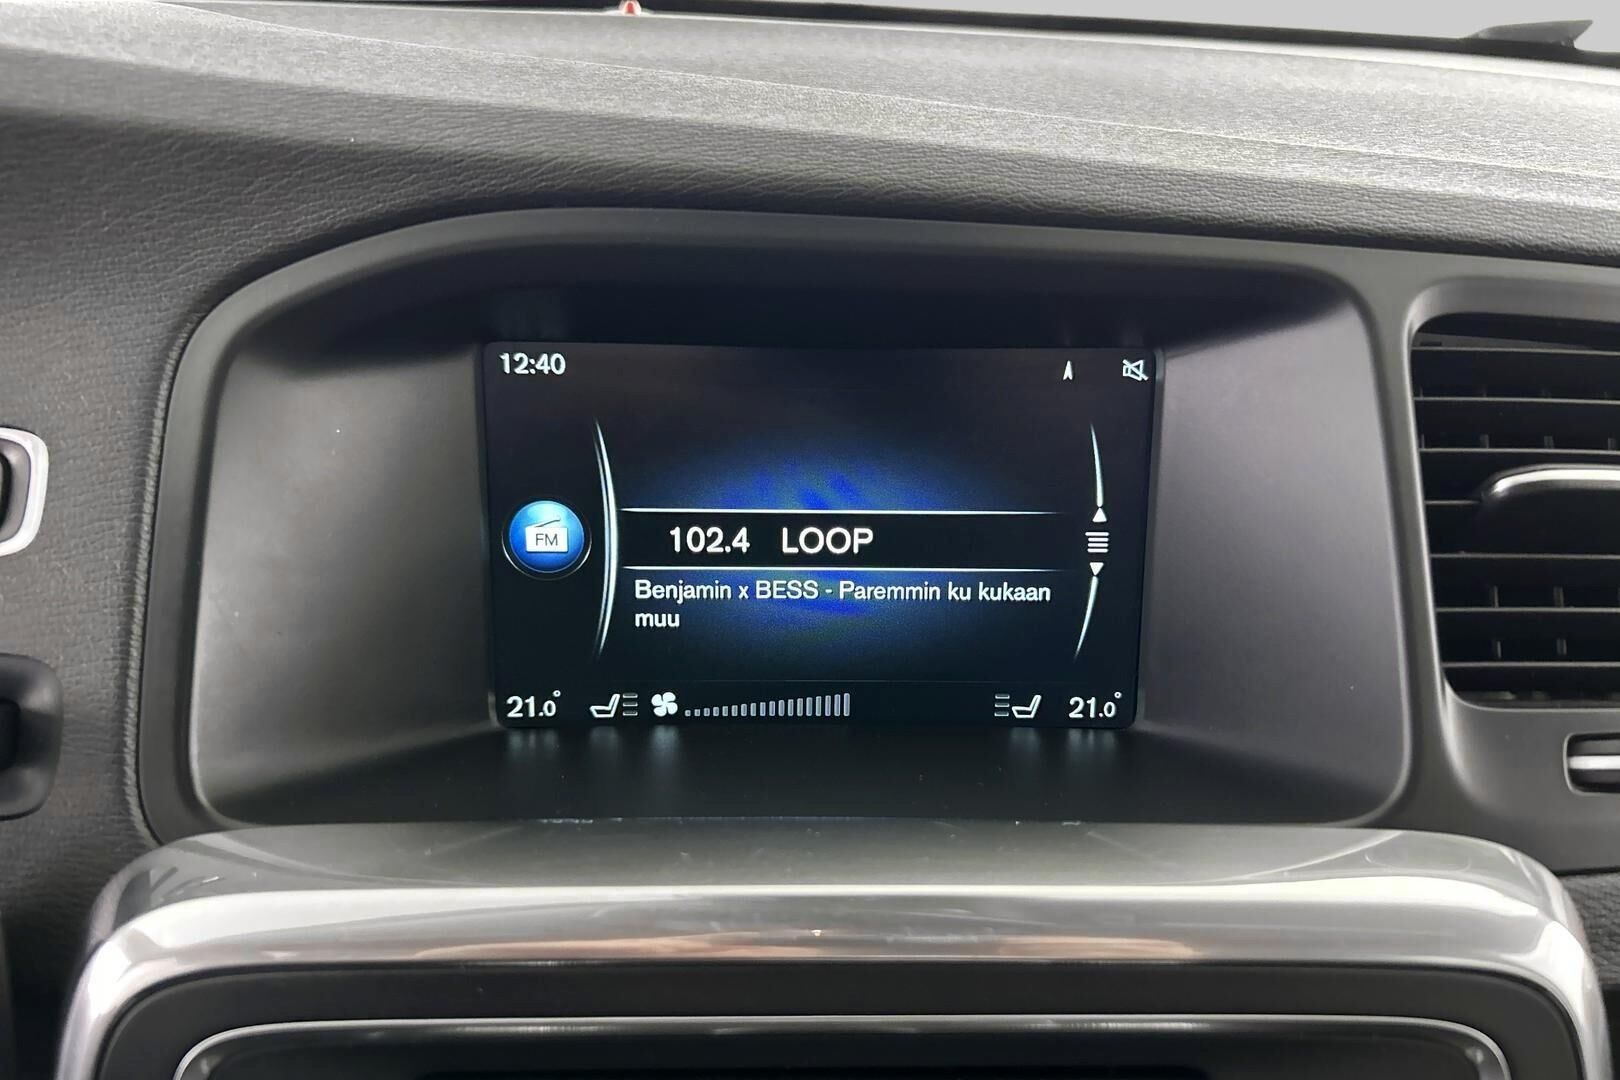 12:40
FM
102.4 LOOP
Benjamin x BESS - Paremmin ku kukaan
muu
21.0° 21.0°